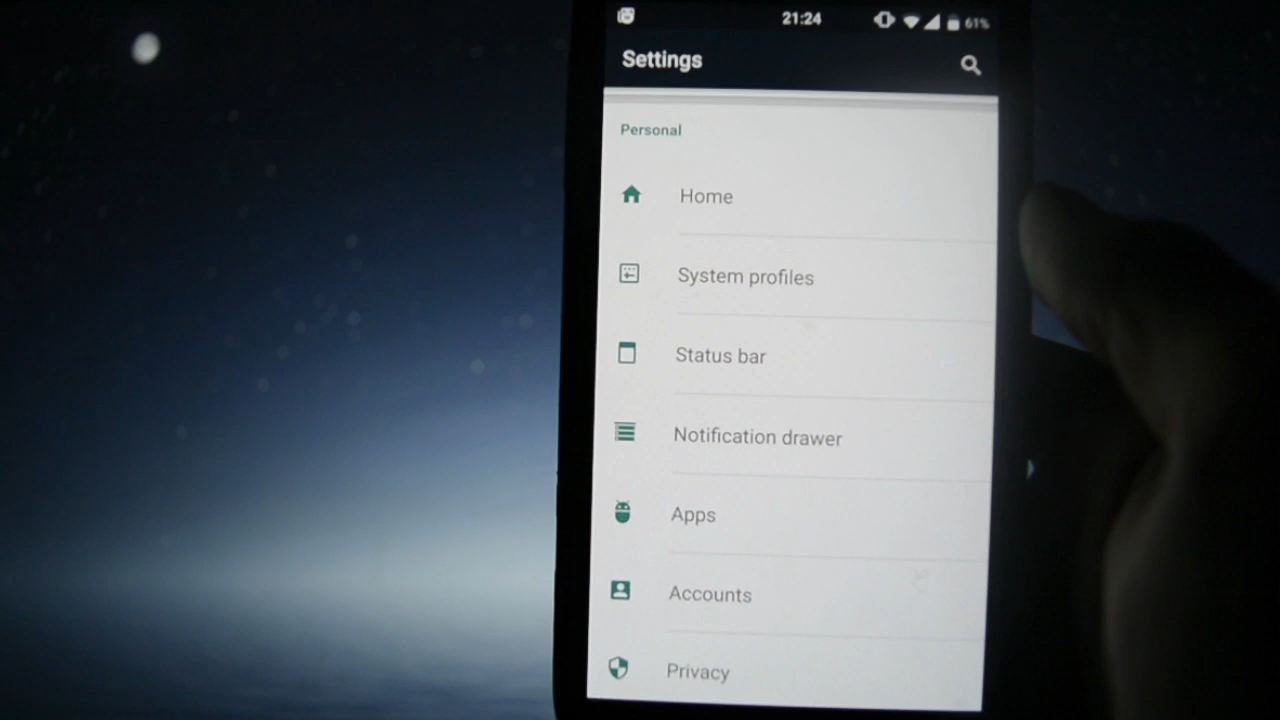 21:24
61%
Settings
Personal
Home
System profiles
Status bar
Notification drawer
Apps
Accounts
Privacy